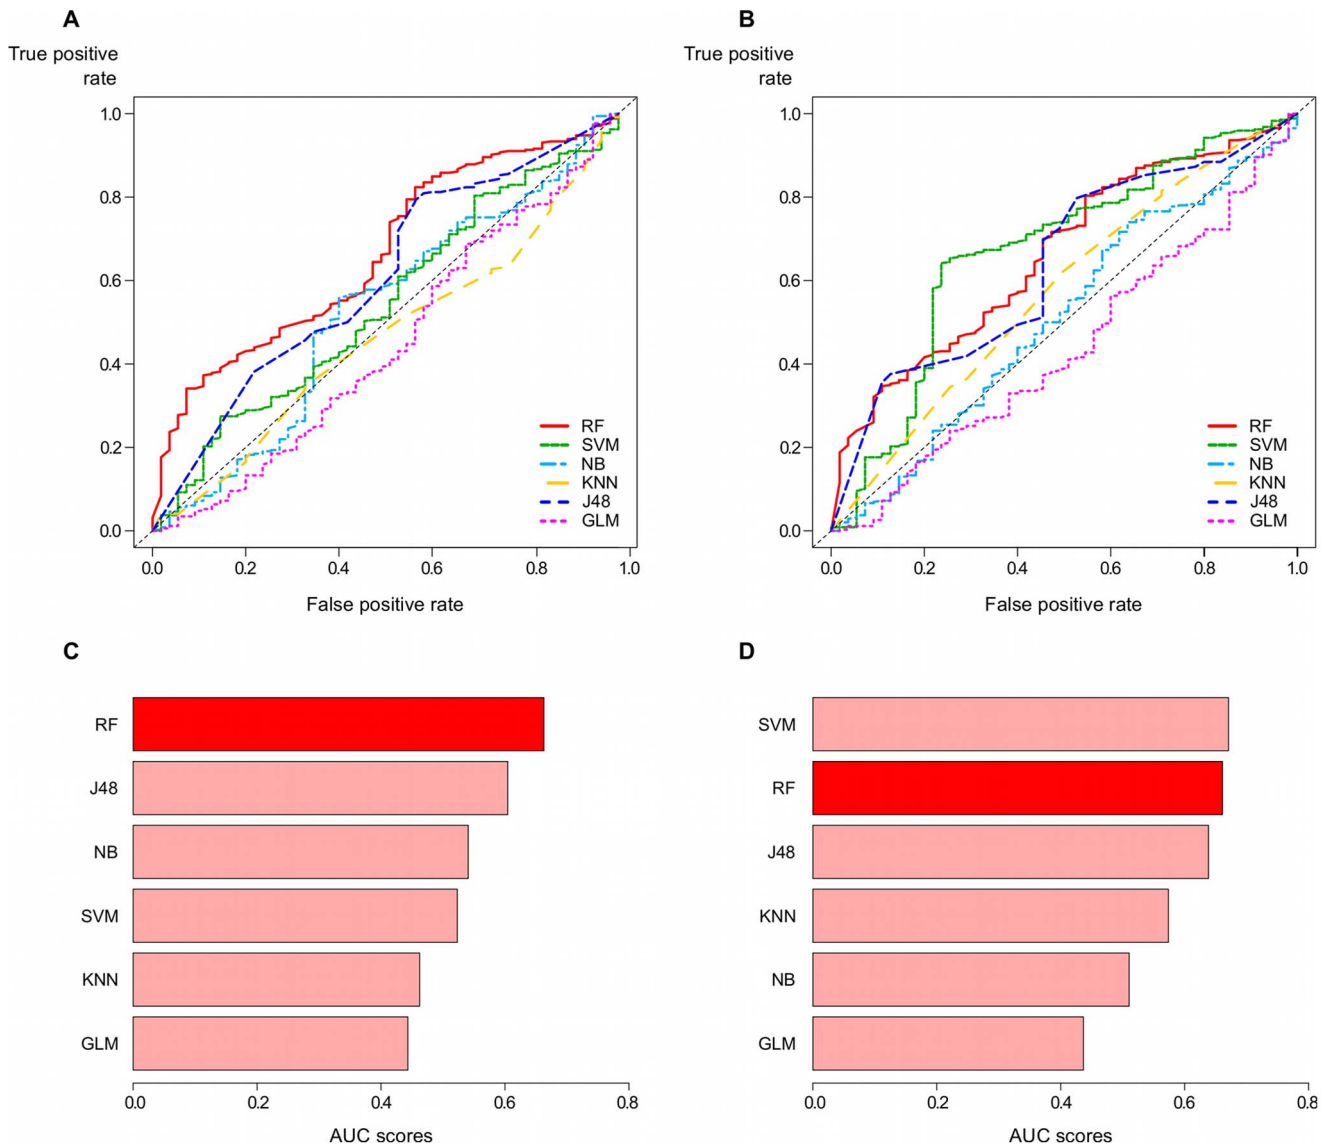 A
True positive
rate
1.0
0.8
0.6
0.4
0.2
0.0
RF
SVM
NB
KNN
J48
GLM
0.0 0.2 0.4 0.6 0.8 1.0
False positive rate
B
True positive
rate
1.0
0.8
0.6
0.4
0.2
0.0
RF
SVM
NB
KNN
J48
GLM
0.0 0.2 0.4 0.6 0.8 1.0
False positive rate
C
RF
J48
NB
SVM
KNN
GLM
0.0 0.2 0.4 0.6 0.8
AUC scores
D
SVM
RF
J48
KNN
NB
GLM
0.0 0.2 0.4 0.6 0.8
AUC scores